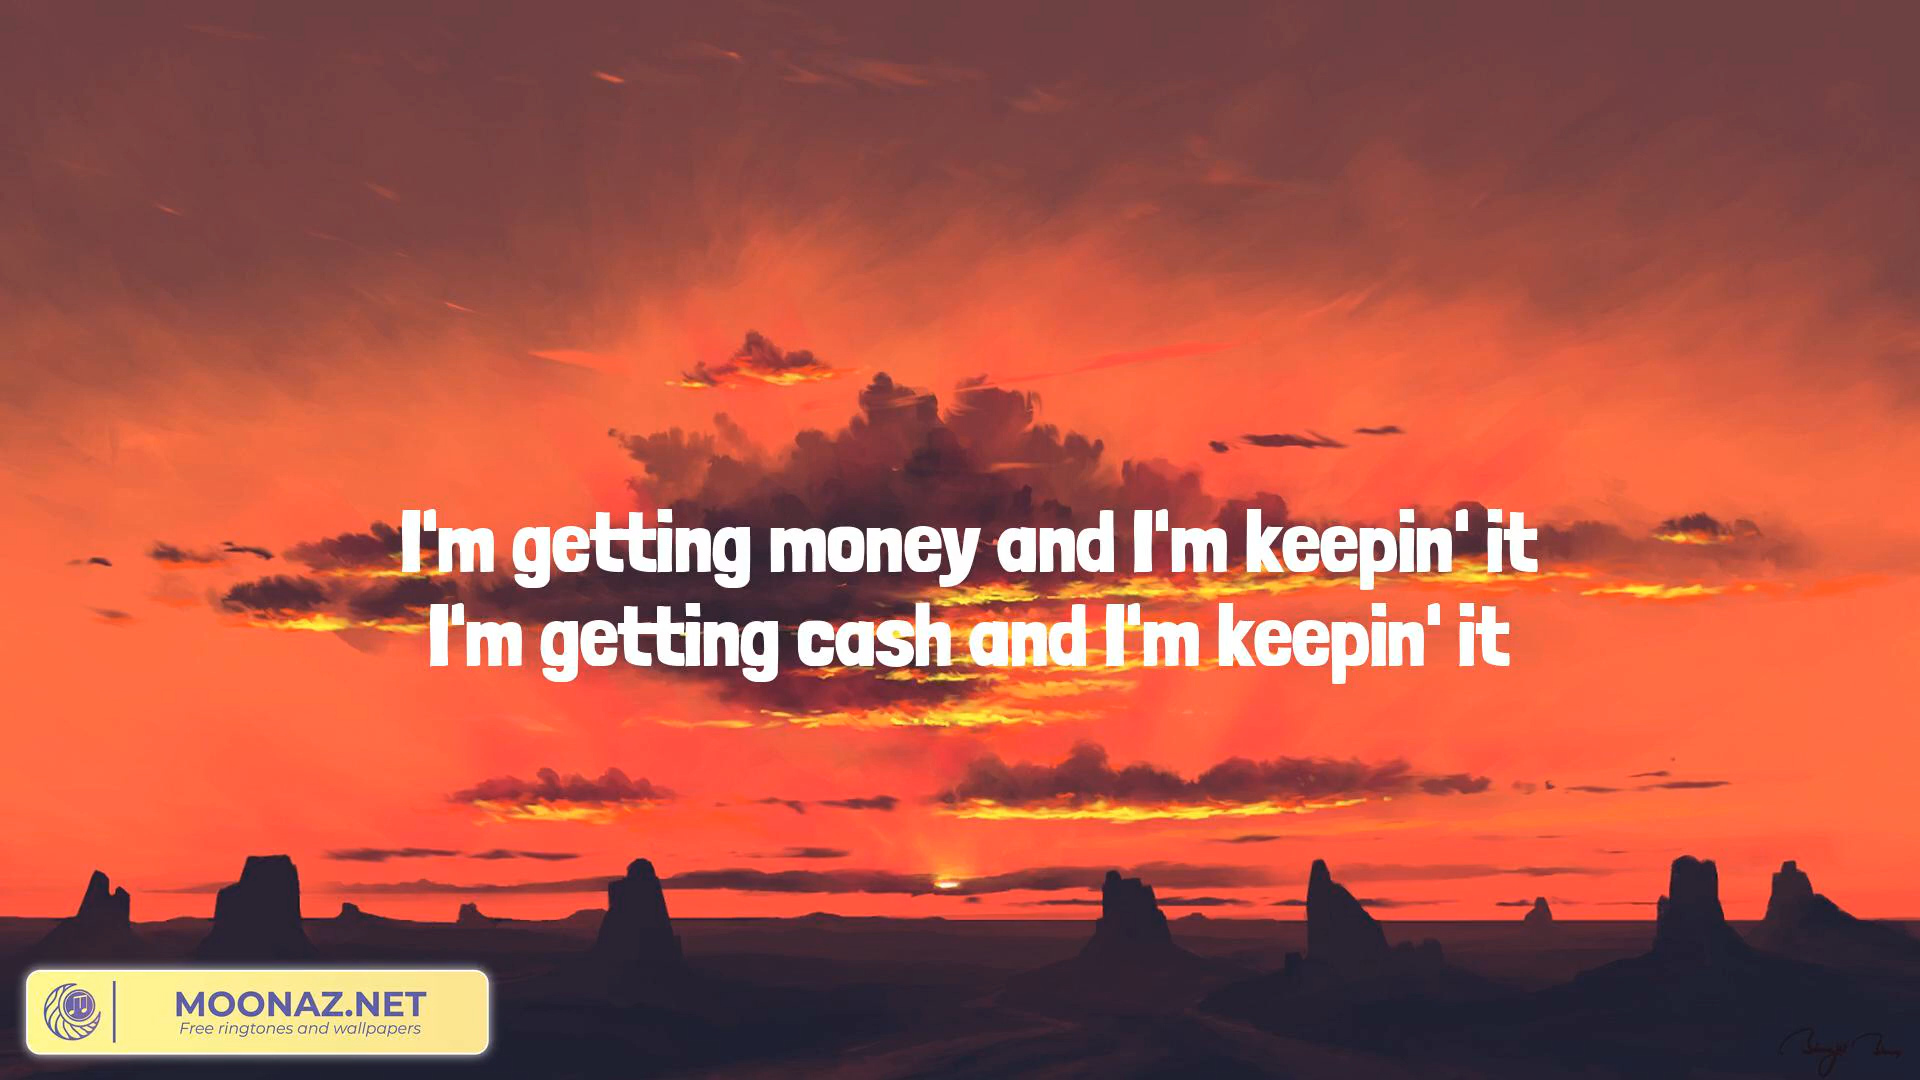 I'm getting money and I'm keepin' it
I'm getting cash and I'm keepin' it
MOONAZ.NET
Free ringtones and wallpapers